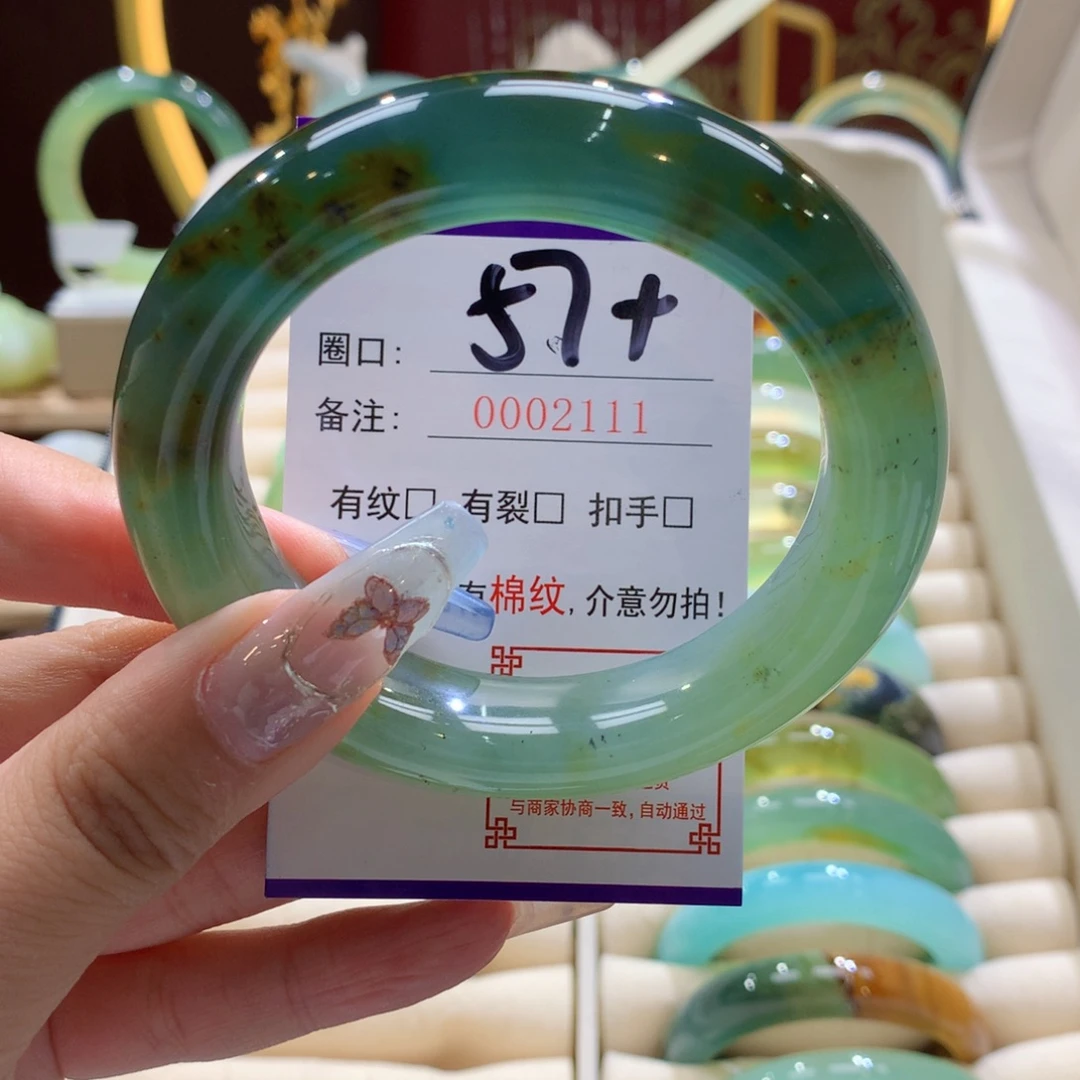 圈口: 57+
备注: 0002111
有纹□ 有裂□ 扣手□
棉纹, 介意勿拍!
与商家协商一致, 自动通过